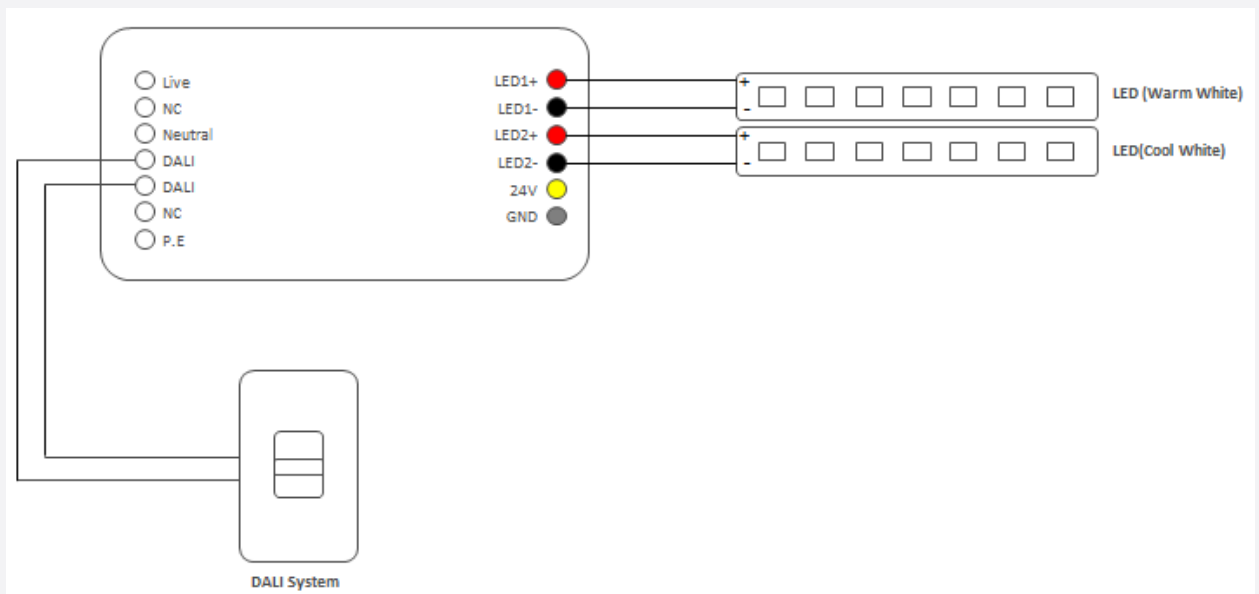 Live
NC
Neutral
DALI
DALI
NC
P.E
LED1+
LED1-
LED2+
LED2-
24V
GND
+
-
+
-
LED (Warm White)
LED(Cool White)
DALI System